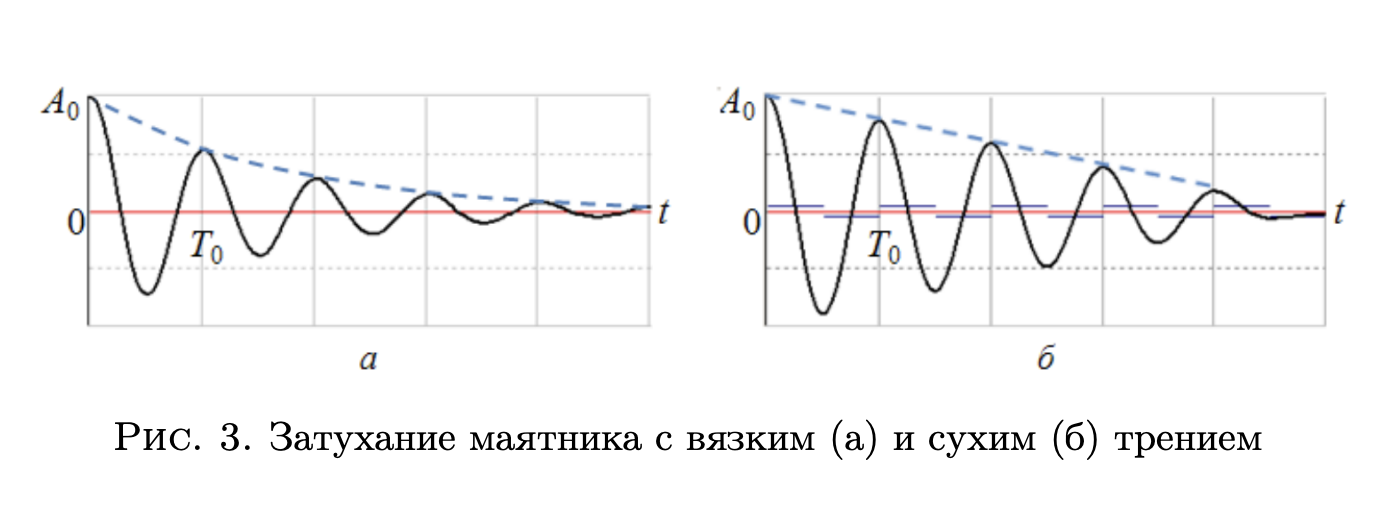 A₀
0
T₀
t
а
A₀
0
T₀
t
б
Рис. 3. Затухание маятника с вязким (а) и сухим (б) трением